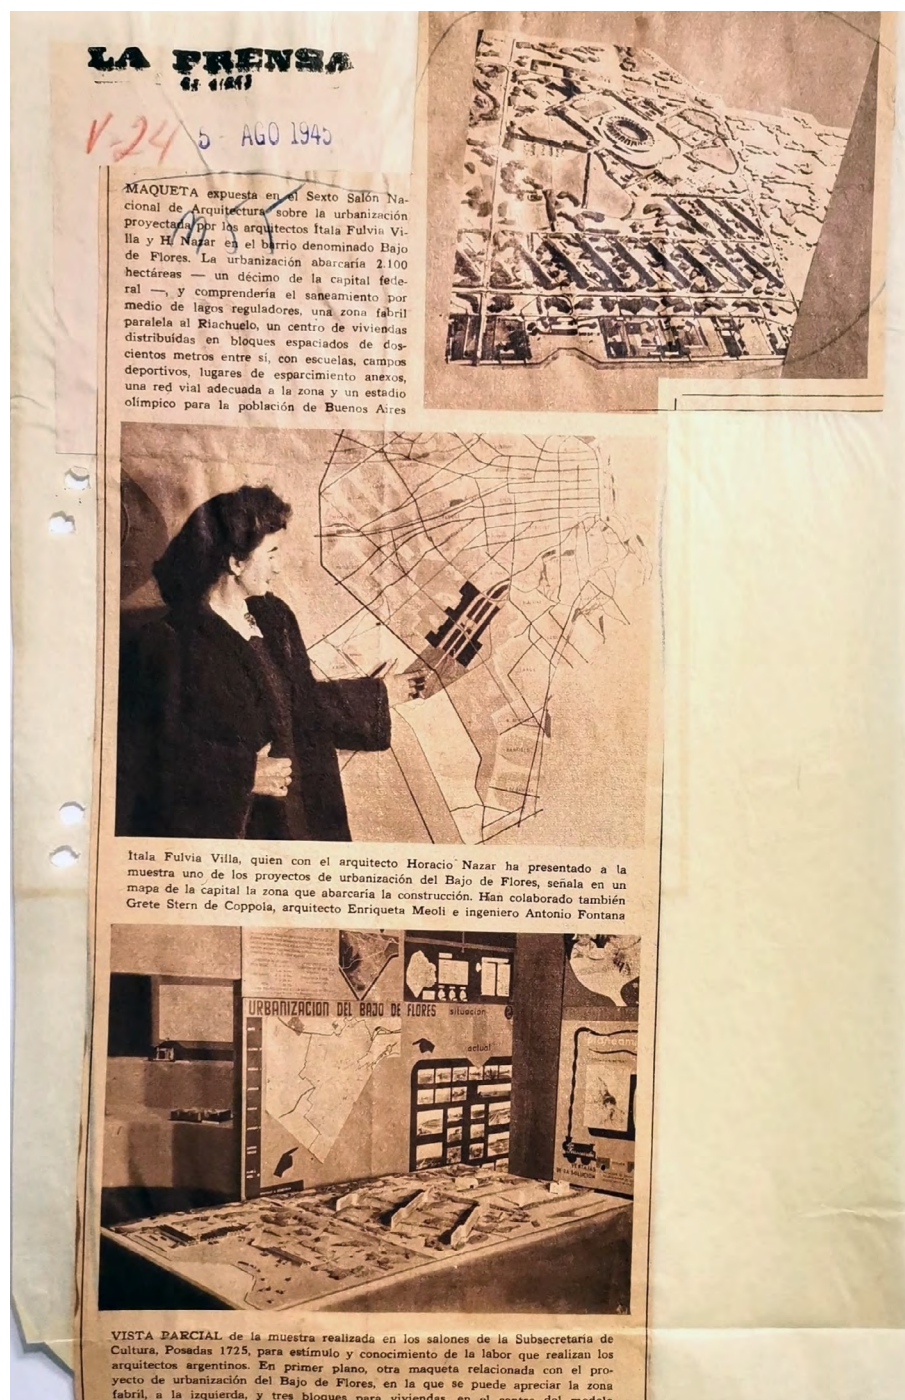 LA PRENSA
V-24
5 - AGO 1945
MAQUETA expuesta en el Sexto Salón Na-
cional de Arquitectura sobre la urbanización
proyectada por los arquitectos Ítala Fulvia Vi-
lla y H. Nazar en el barrio denominado Bajo
de Flores. La urbanización abarcaría 2.100
hectáreas — un décimo de la capital fede-
ral —, y comprendería el saneamiento por
medio de lagos reguladores, una zona fabril
paralela al Riachuelo, un centro de viviendas
distribuídas en bloques espaciados de dos-
cientos metros entre sí, con escuelas, campos
deportivos, lugares de esparcimiento anexos,
una red vial adecuada a la zona y un estadio
olímpico para la población de Buenos Aires
Ítala Fulvia Villa, quien con el arquitecto Horacio Nazar ha presentado a la
muestra uno de los proyectos de urbanización del Bajo de Flores, señala en un
mapa de la capital la zona que abarcaría la construcción. Han colaborado también
Grete Stern de Coppola, arquitecto Enriqueta Meoli e ingeniero Antonio Fontana
URBANIZACION DEL BAJO DE FLORES situación
actual
DE LA SOLUCION
VISTA PARCIAL de la muestra realizada en los salones de la Subsecretaría de
Cultura, Posadas 1725, para estímulo y conocimiento de la labor que realizan los
arquitectos argentinos. En primer plano, otra maqueta relacionada con el pro-
yecto de urbanización del Bajo de Flores, en la que se puede apreciar la zona
fabril, a la izquierda, y tres bloques para viviendas, en el centro del modelo